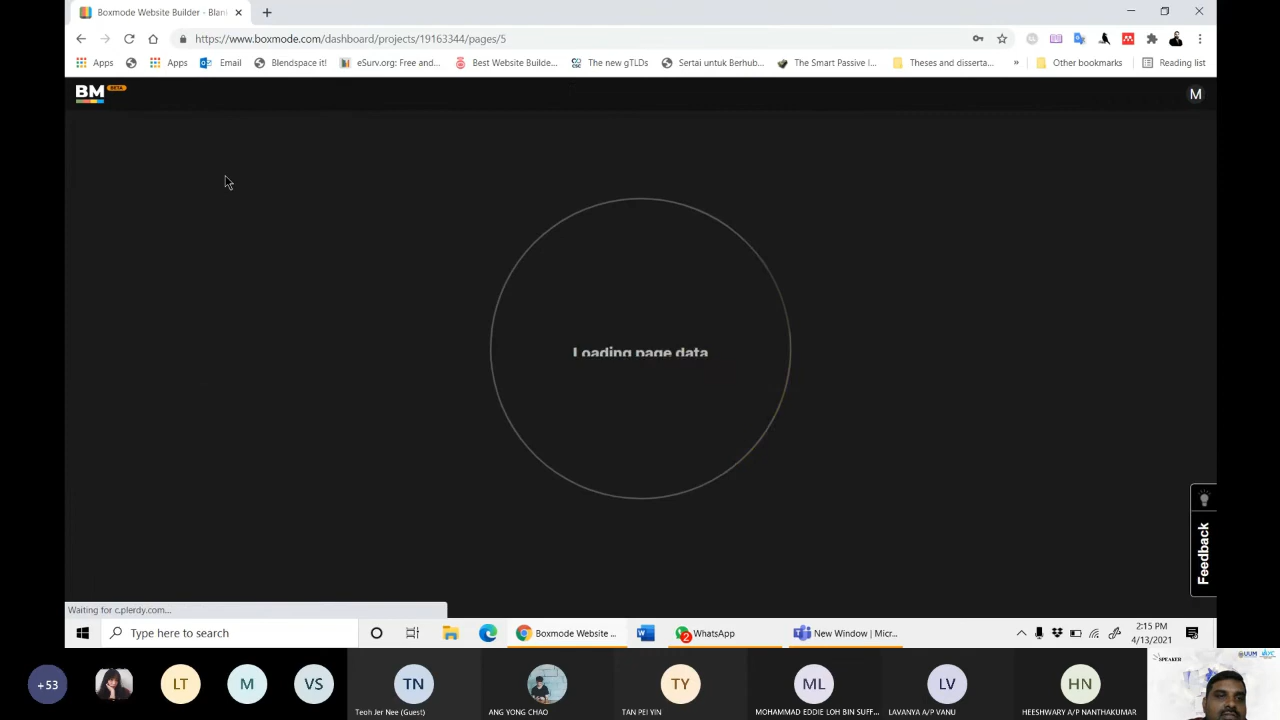 Boxmode Website Builder - Blan
https://www.boxmode.com/dashboard/projects/19163344/pages/5
Apps
Apps
Email
Blendspace it!
eSurv.org: Free and...
Best Website Builde...
The new gTLDs
Sertai untuk Berhub...
The Smart Passive I...
Theses and disserta...
»
Other bookmarks
Reading list
BM BETA
M
Loading page data
Feedback
Waiting for c.plerdy.com...
Type here to search
Boxmode Website ...
2
WhatsApp
New Window | Micr...
2:15 PM
4/13/2021
+53
LT
M
VS
TN
TY
ML
LV
HN
Teoh Jer Nee (Guest)
ANG YONG CHAO
TAN PEI YIN
MOHAMMAD EDDIE LOH BIN SUFF...
LAVANYA A/P VANU
HEESHWARY A/P NANTHAKUMAR
SPEAKER
UUM